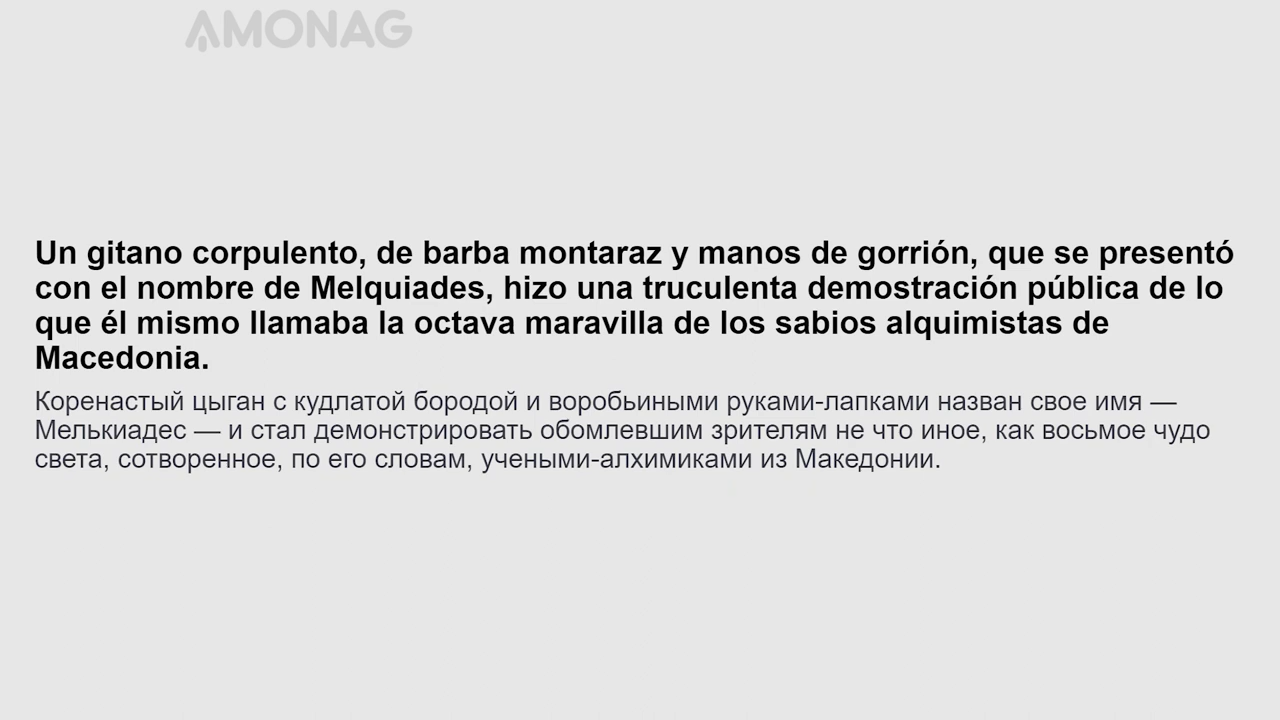 AMONAG
Un gitano corpulento, de barba montaraz y manos de gorrión, que se presentó
con el nombre de Melquiades, hizo una truculenta demostración pública de lo
que él mismo llamaba la octava maravilla de los sabios alquimistas de
Macedonia.
Коренастый цыган с кудлатой бородой и воробьиными руками-лапками назван свое имя —
Мелькиадес — и стал демонстрировать обомлевшим зрителям не что иное, как восьмое чудо
света, сотворенное, по его словам, учеными-алхимиками из Македонии.